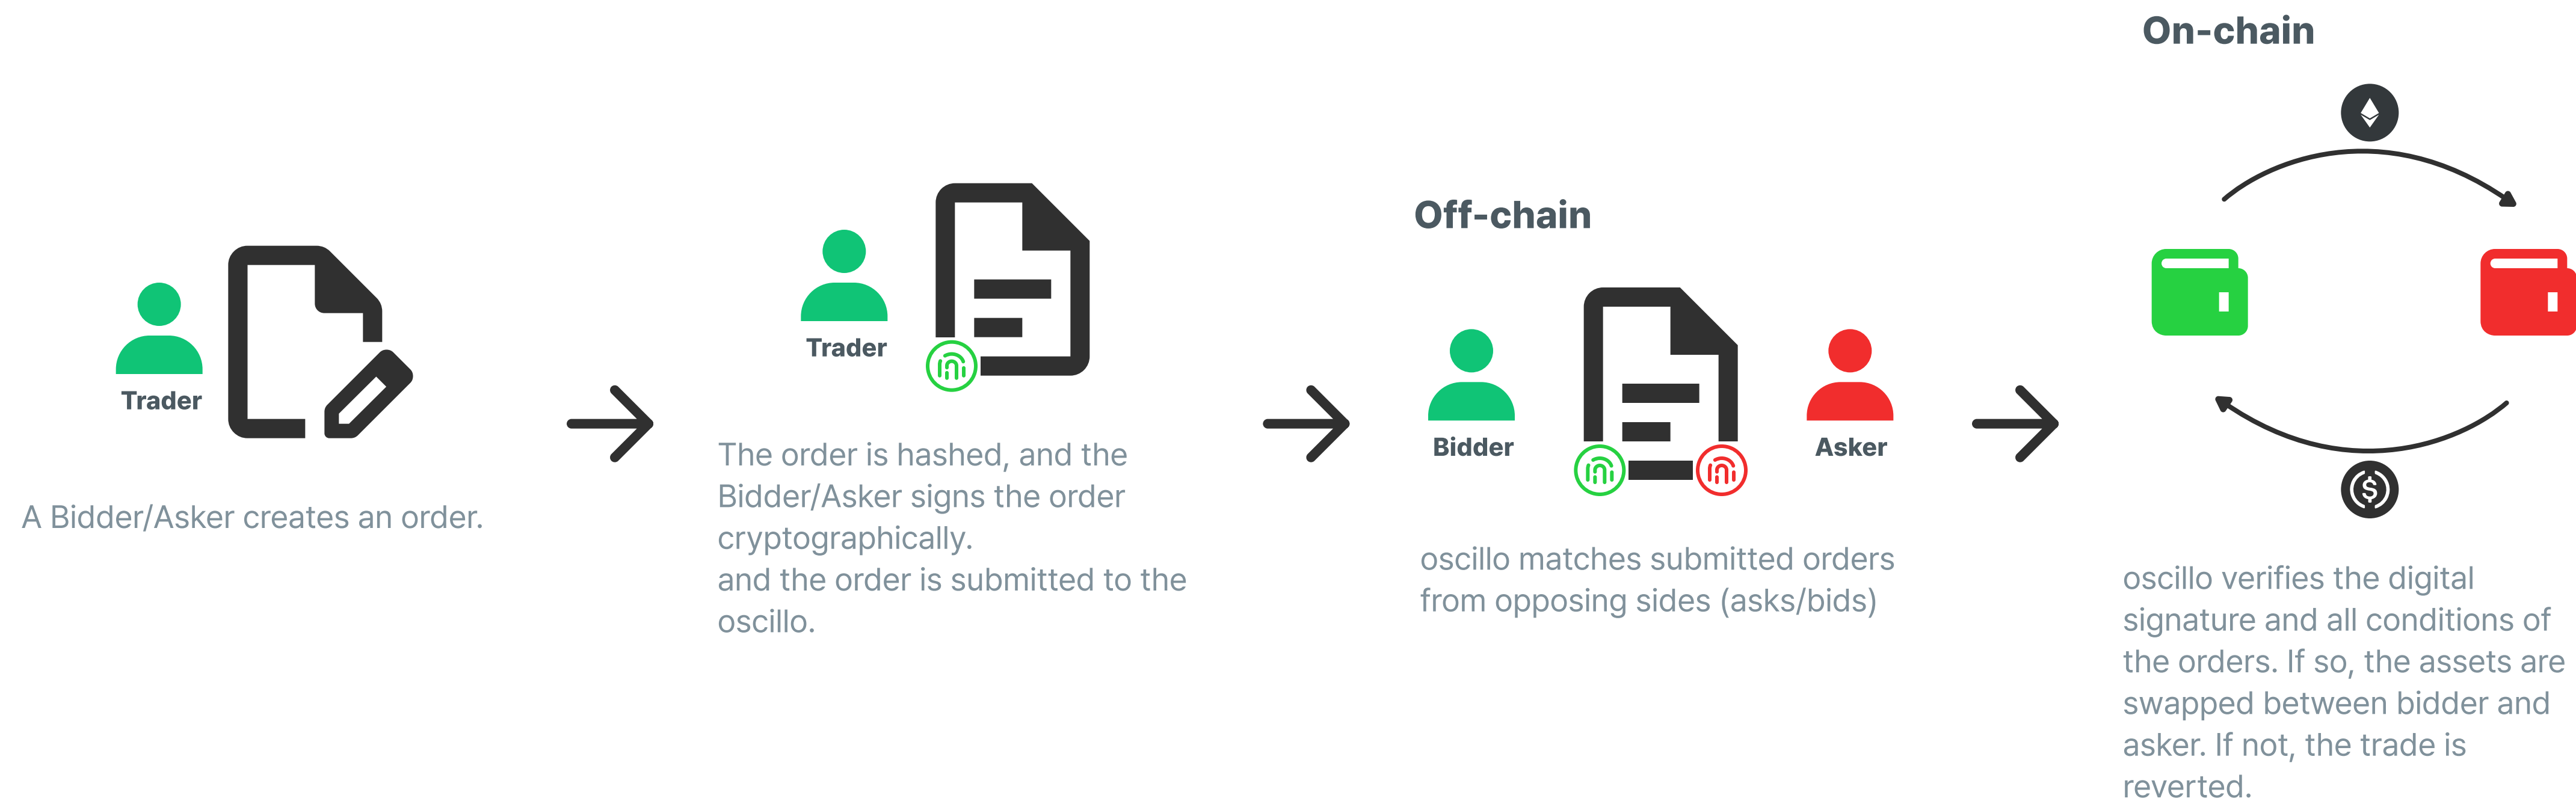 Trader
A Bidder/Asker creates an order.
Trader
The order is hashed, and the
Bidder/Asker signs the order
cryptographically.
and the order is submitted to the
oscillo.
Off-chain
Bidder
Asker
oscillo matches submitted orders
from opposing sides (asks/bids)
On-chain
oscillo verifies the digital
signature and all conditions of
the orders. If so, the assets are
swapped between bidder and
asker. If not, the trade is
reverted.